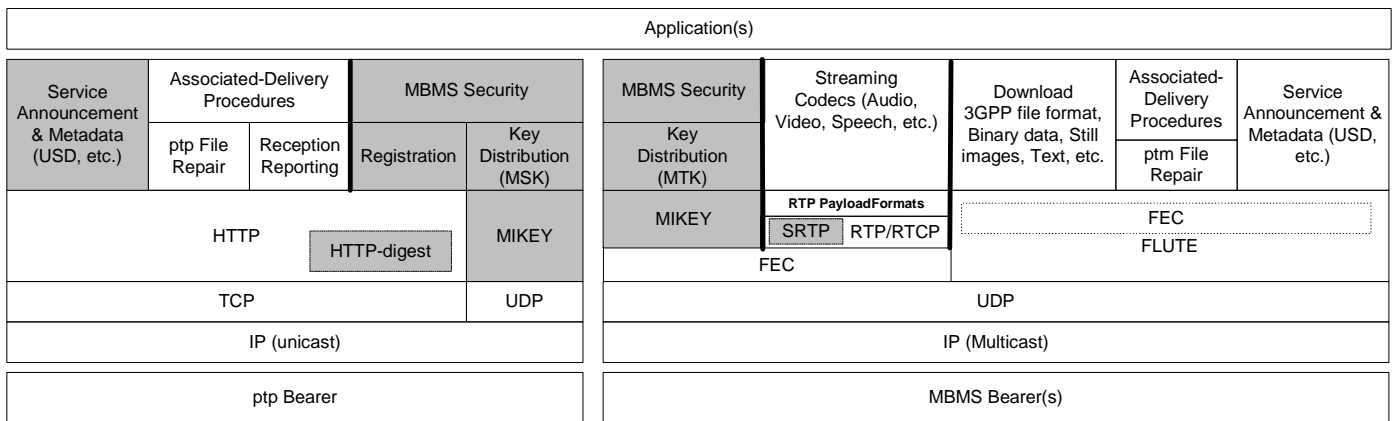 Application(s)
Service
Announcement
& Metadata
(USD, etc.)
Associated-Delivery
Procedures
ptp File
Repair
Reception
Reporting
MBMS Security
Registration
Key
Distribution
(MSK)
HTTP
HTTP-digest
MIKEY
TCP
UDP
IP (unicast)
ptp Bearer
MBMS Security
Key
Distribution
(MTK)
MIKEY
Streaming
Codecs (Audio,
Video, Speech, etc.)
RTP PayloadFormats
SRTP
RTP/RTCP
FEC
Download
3GPP file format,
Binary data, Still
images, Text, etc.
Associated-
Delivery
Procedures
ptm File
Repair
Service
Announcement &
Metadata (USD,
etc.)
FEC
FLUTE
UDP
IP (Multicast)
MBMS Bearer(s)